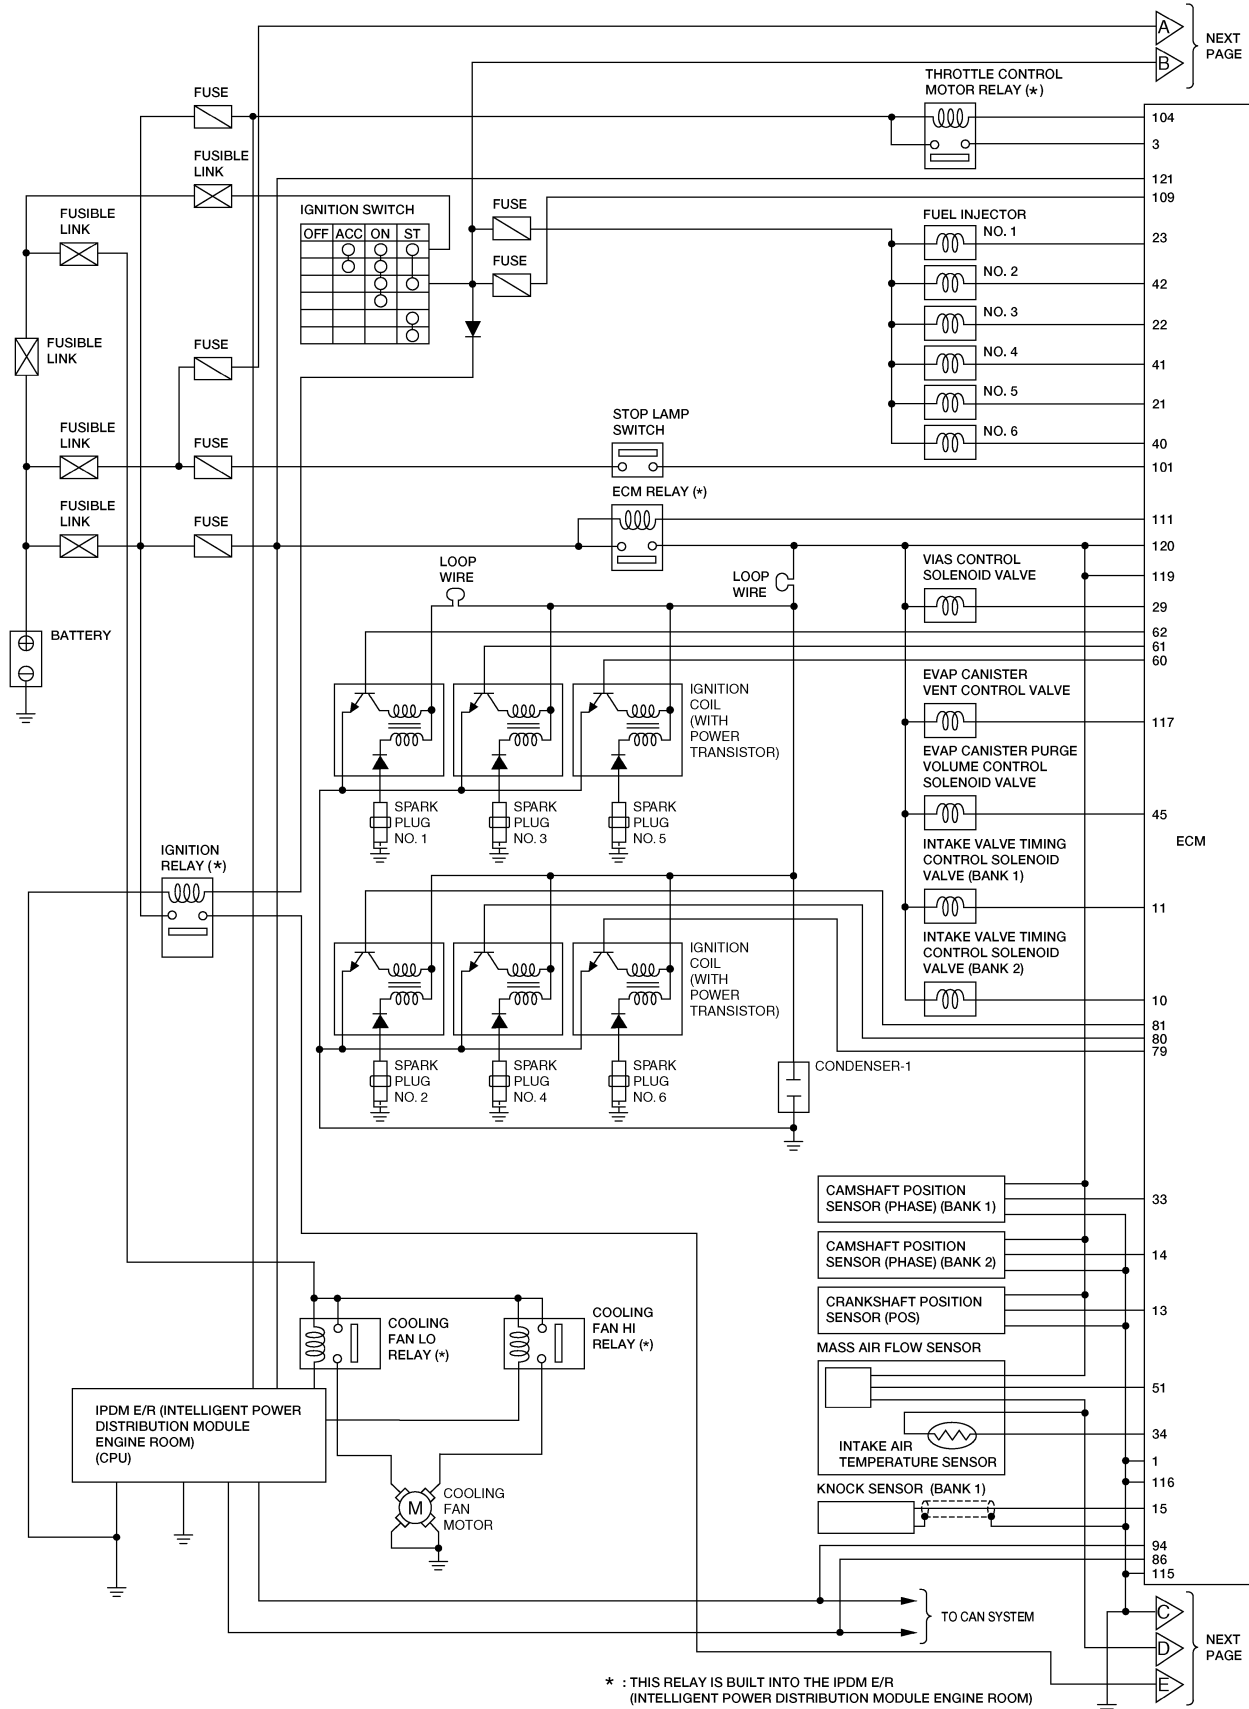 A
NEXT
PAGE
B
THROTTLE CONTROL
MOTOR RELAY (*)
FUSE
104
3
FUSIBLE
LINK
121
109
FUSIBLE
LINK
IGNITION SWITCH
OFF ACC ON ST
FUSE
FUSE
FUEL INJECTOR
NO. 1
23
NO. 2
42
NO. 3
22
NO. 4
41
NO. 5
21
NO. 6
40
FUSIBLE
LINK
FUSE
FUSIBLE
LINK
FUSE
STOP LAMP
SWITCH
101
ECM RELAY (*)
111
FUSIBLE
LINK
FUSE
120
LOOP
WIRE
LOOP
WIRE
VIAS CONTROL
SOLENOID VALVE
119
29
62
61
60
BATTERY
IGNITION
COIL
(WITH
POWER
TRANSISTOR)
EVAP CANISTER
VENT CONTROL VALVE
117
EVAP CANISTER PURGE
VOLUME CONTROL
SOLENOID VALVE
45
SPARK
PLUG
NO. 1
SPARK
PLUG
NO. 3
SPARK
PLUG
NO. 5
ECM
IGNITION
RELAY (*)
INTAKE VALVE TIMING
CONTROL SOLENOID
VALVE (BANK 1)
11
IGNITION
COIL
(WITH
POWER
TRANSISTOR)
INTAKE VALVE TIMING
CONTROL SOLENOID
VALVE (BANK 2)
10
81
80
79
SPARK
PLUG
NO. 2
SPARK
PLUG
NO. 4
SPARK
PLUG
NO. 6
CONDENSER-1
CAMSHAFT POSITION
SENSOR (PHASE) (BANK 1)
33
CAMSHAFT POSITION
SENSOR (PHASE) (BANK 2)
14
CRANKSHAFT POSITION
SENSOR (POS)
13
COOLING
FAN LO
RELAY (*)
COOLING
FAN HI
RELAY (*)
MASS AIR FLOW SENSOR
51
34
INTAKE AIR
TEMPERATURE SENSOR
IPDM E/R (INTELLIGENT POWER
DISTRIBUTION MODULE
ENGINE ROOM)
(CPU)
1
116
M
COOLING
FAN
MOTOR
KNOCK SENSOR (BANK 1)
15
94
86
115
TO CAN SYSTEM
C
D
E
NEXT
PAGE
* : THIS RELAY IS BUILT INTO THE IPDM E/R
(INTELLIGENT POWER DISTRIBUTION MODULE ENGINE ROOM)